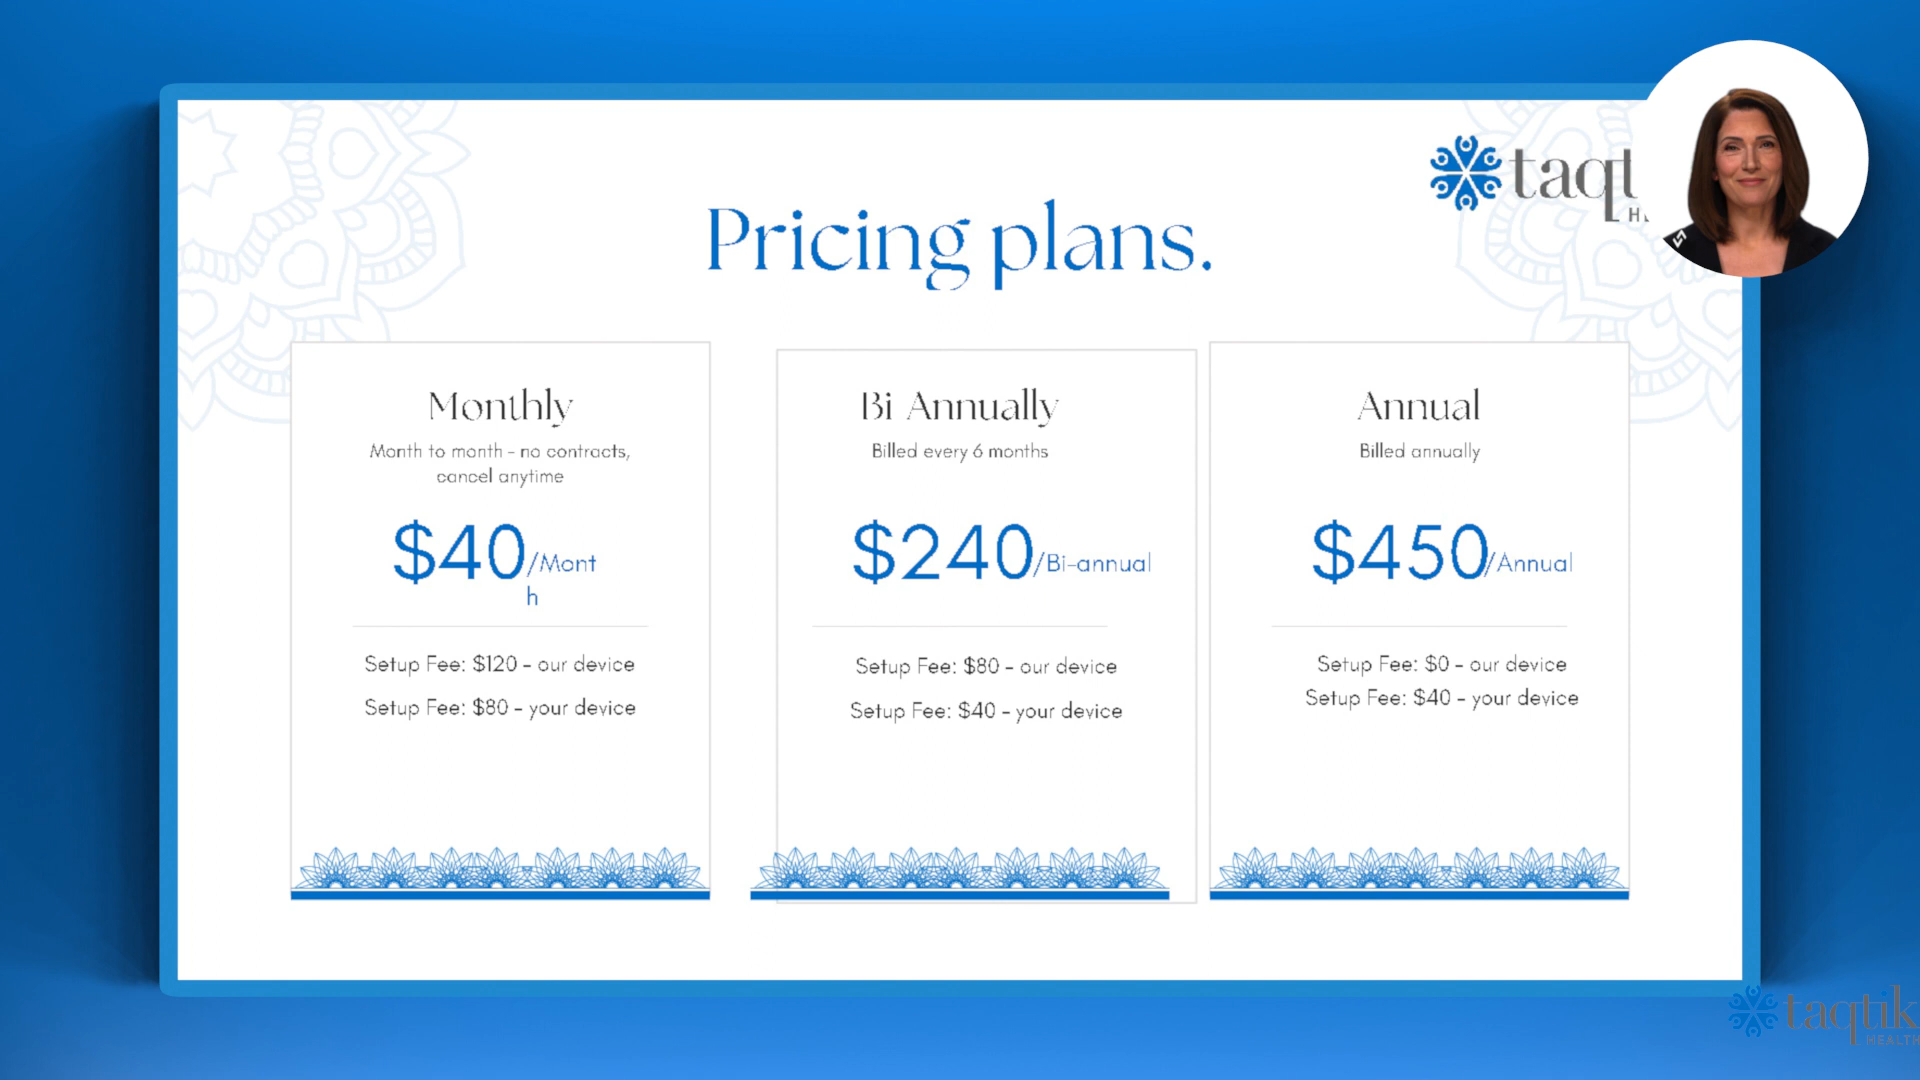 taqt
Pricing plans.
Monthly
Month to month - no contracts,
cancel anytime
$40/Mont
h
Setup Fee: $120 - our device
Setup Fee: $80 - your device
Bi Annually
Billed every 6 months
$240/Bi-annual
Setup Fee: $80 - our device
Setup Fee: $40 - your device
Annual
Billed annually
$450/Annual
Setup Fee: $0 - our device
Setup Fee: $40 - your device
taqtik
HEALTH